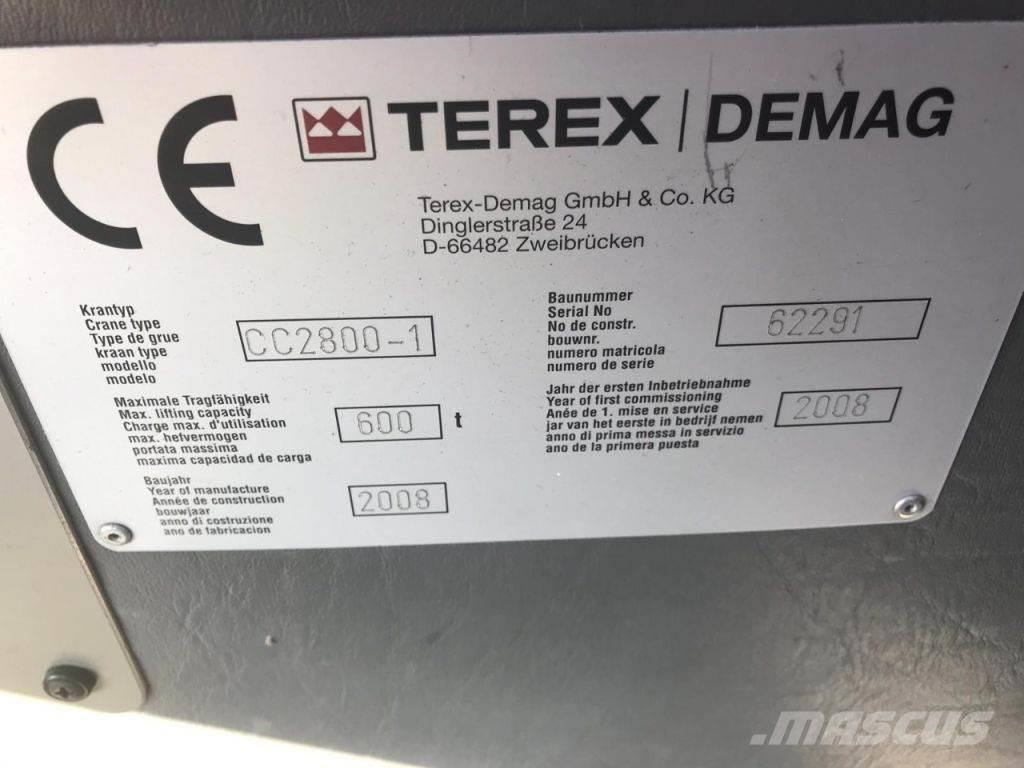 CE TEREX | DEMAG
Terex-Demag GmbH & Co. KG
Dinglerstraße 24
D-66482 Zweibrücken
Krantyp
Crane type
Type de grue
kraan type
modello
modelo
CC2800-1
Baunummer
Serial No
No de constr.
bouwnr.
numero matricola
numero de serie
62291
Maximale Tragfähigkeit
Max. lifting capacity
Charge max. d'utilisation
max. hefvermogen
portata massima
maxima capacidad de carga
600 t
Jahr der ersten Inbetriebnahme
Year of first commissioning
Anée de 1. mise en service
jar van het eerste in bedrijf nemen
anno di prima messa in servizio
ano de la primera puesta
2008
Baujahr
Year of manufacture
Année de construction
bouwjaar
anno di costruzione
ano de fabricacion
2008
.mascus